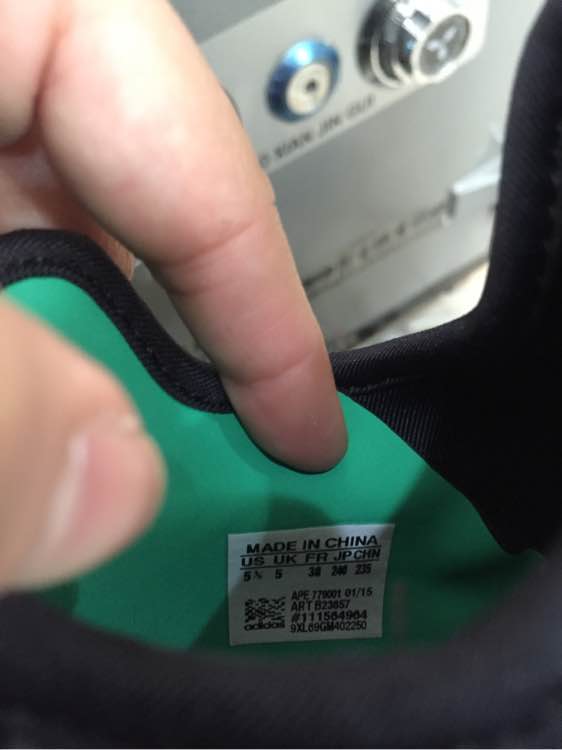 MADE IN CHINA
US UK FR JP CHN
5½ 5 38 240 235
APE 779001 01/15
ART B23657
#111564964
adidas 9XL69GM402250